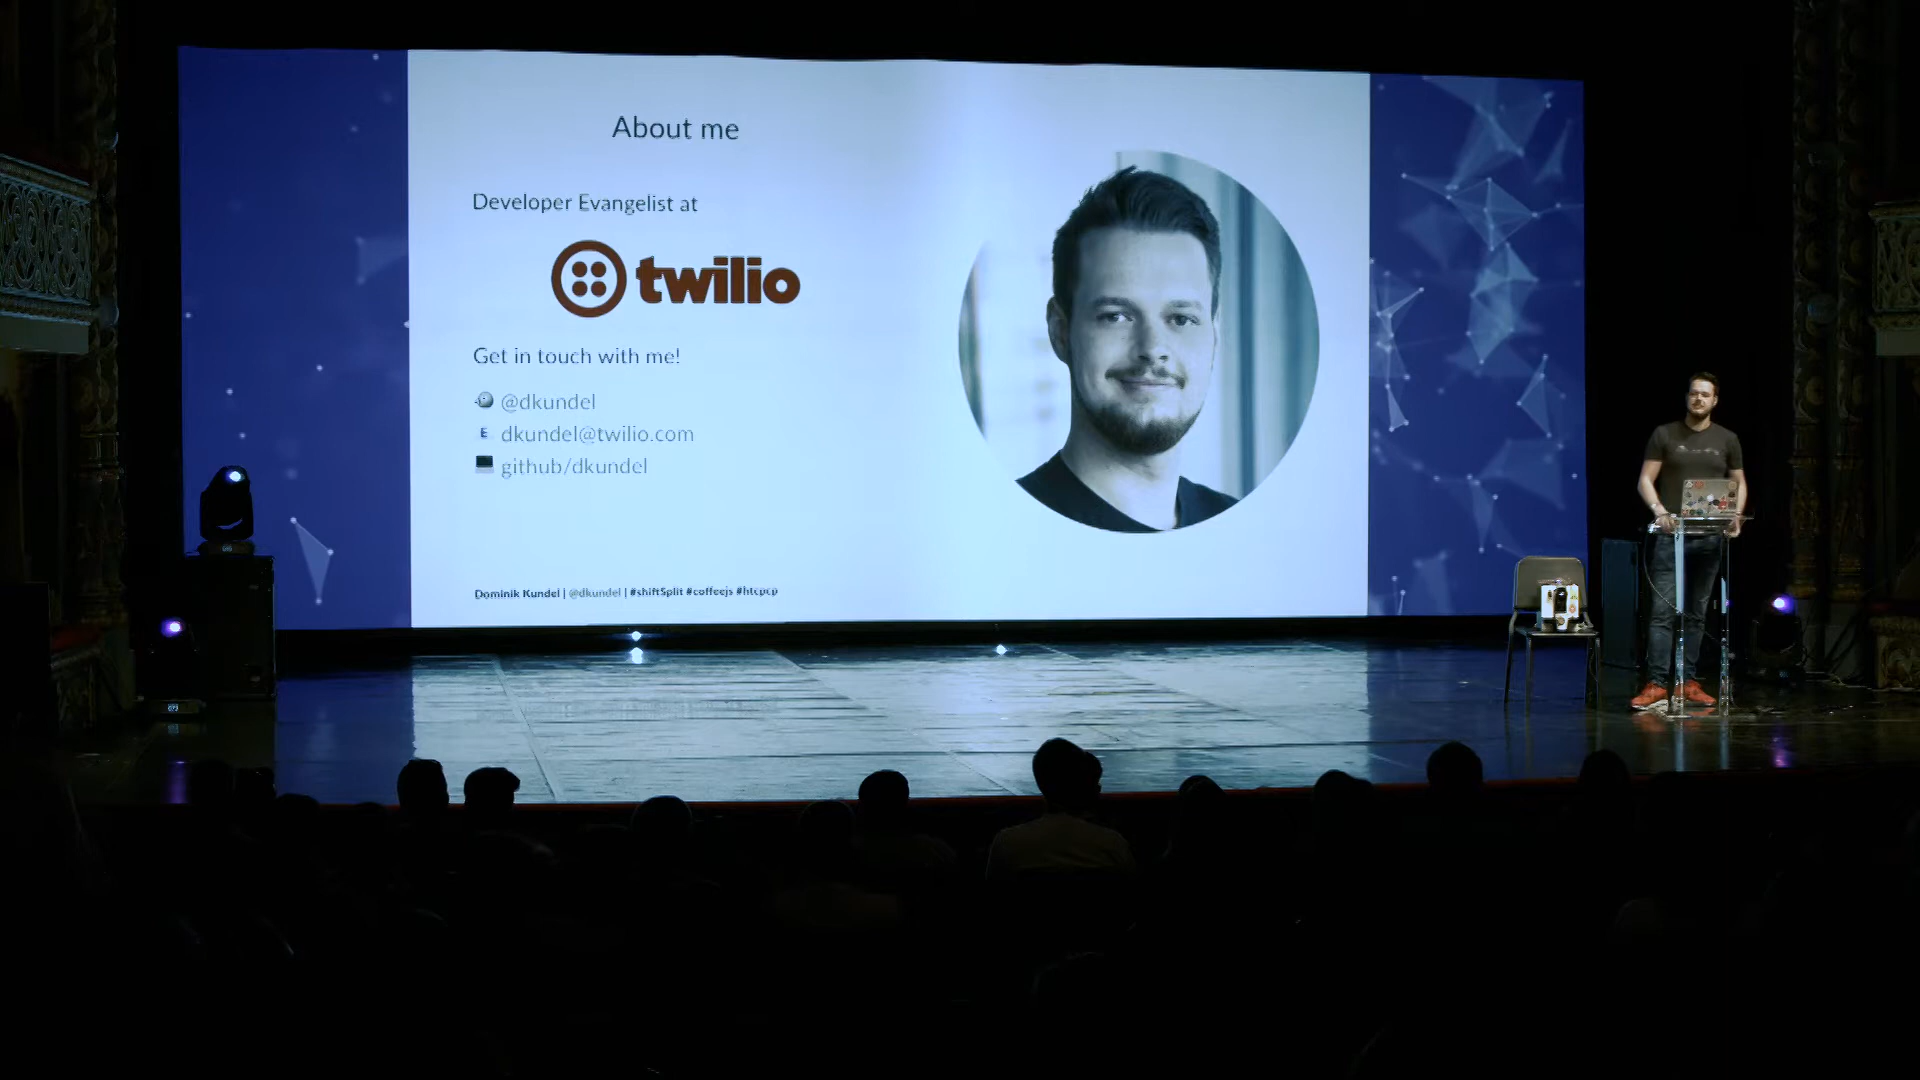 About me
Developer Evangelist at
twilio
Get in touch with me!
@dkundel
dkundel@twilio.com
github/dkundel
Dominik Kundel | @dkundel | #shiftSplit #coffeejs #htcpcp